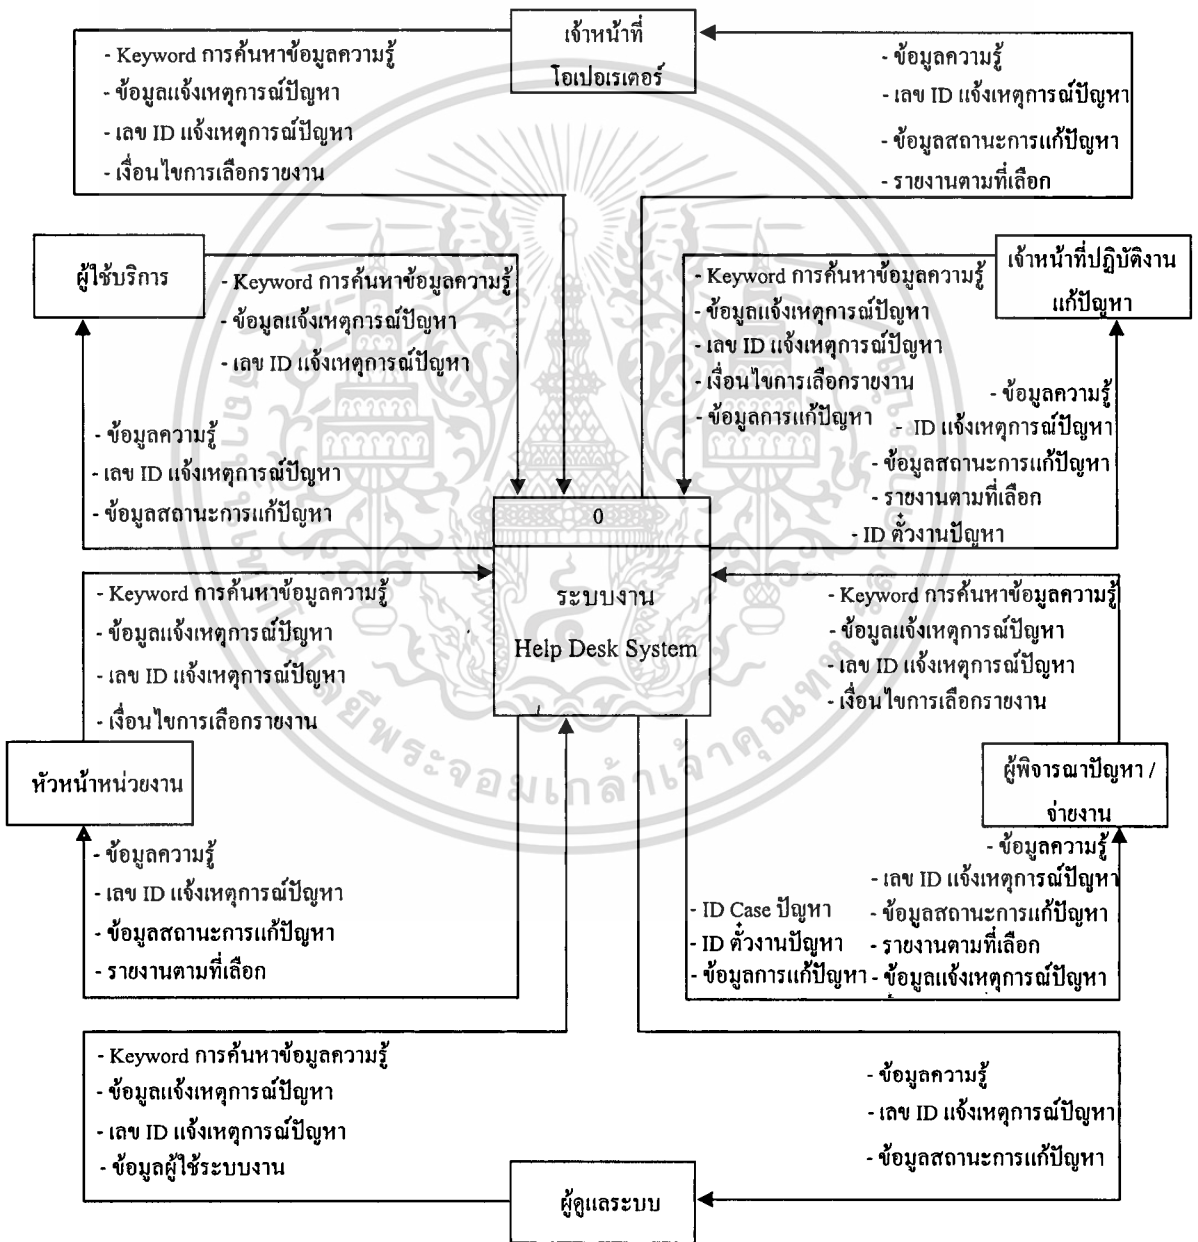 เจ้าหน้าที่
โอเปอเรเตอร์
- Keyword การค้นหาข้อมูลความรู้
- ข้อมูลแจ้งเหตุการณ์ปัญหา
- เลข ID แจ้งเหตุการณ์ปัญหา
- เงื่อนไขการเลือกรายงาน
- ข้อมูลความรู้
- เลข ID แจ้งเหตุการณ์ปัญหา
- ข้อมูลสถานะการแก้ปัญหา
- รายงานตามที่เลือก
ผู้ใช้บริการ
- Keyword การค้นหาข้อมูลความรู้
- ข้อมูลแจ้งเหตุการณ์ปัญหา
- เลข ID แจ้งเหตุการณ์ปัญหา
- ข้อมูลความรู้
- เลข ID แจ้งเหตุการณ์ปัญหา
- ข้อมูลสถานะการแก้ปัญหา
เจ้าหน้าที่ปฏิบัติงาน
แก้ปัญหา
- Keyword การค้นหาข้อมูลความรู้
- ข้อมูลแจ้งเหตุการณ์ปัญหา
- เลข ID แจ้งเหตุการณ์ปัญหา
- เงื่อนไขการเลือกรายงาน
- ข้อมูลการแก้ปัญหา
- ข้อมูลความรู้
- ID แจ้งเหตุการณ์ปัญหา
- ข้อมูลสถานะการแก้ปัญหา
- รายงานตามที่เลือก
- ID ตั๋วงานปัญหา
0
ระบบงาน
Help Desk System
- Keyword การค้นหาข้อมูลความรู้
- ข้อมูลแจ้งเหตุการณ์ปัญหา
- เลข ID แจ้งเหตุการณ์ปัญหา
- เงื่อนไขการเลือกรายงาน
หัวหน้าหน่วยงาน
- ข้อมูลความรู้
- เลข ID แจ้งเหตุการณ์ปัญหา
- ข้อมูลสถานะการแก้ปัญหา
- รายงานตามที่เลือก
- Keyword การค้นหาข้อมูลความรู้
- ข้อมูลแจ้งเหตุการณ์ปัญหา
- เลข ID แจ้งเหตุการณ์ปัญหา
- เงื่อนไขการเลือกรายงาน
ผู้พิจารณาปัญหา /
จ่ายงาน
- ข้อมูลความรู้
- เลข ID แจ้งเหตุการณ์ปัญหา
- ข้อมูลสถานะการแก้ปัญหา
- รายงานตามที่เลือก
- ข้อมูลแจ้งเหตุการณ์ปัญหา
- ID Case ปัญหา
- ID ตั๋วงานปัญหา
- ข้อมูลการแก้ปัญหา
- Keyword การค้นหาข้อมูลความรู้
- ข้อมูลแจ้งเหตุการณ์ปัญหา
- เลข ID แจ้งเหตุการณ์ปัญหา
- ข้อมูลผู้ใช้ระบบงาน
- ข้อมูลความรู้
- เลข ID แจ้งเหตุการณ์ปัญหา
- ข้อมูลสถานะการแก้ปัญหา
ผู้ดูแลระบบ